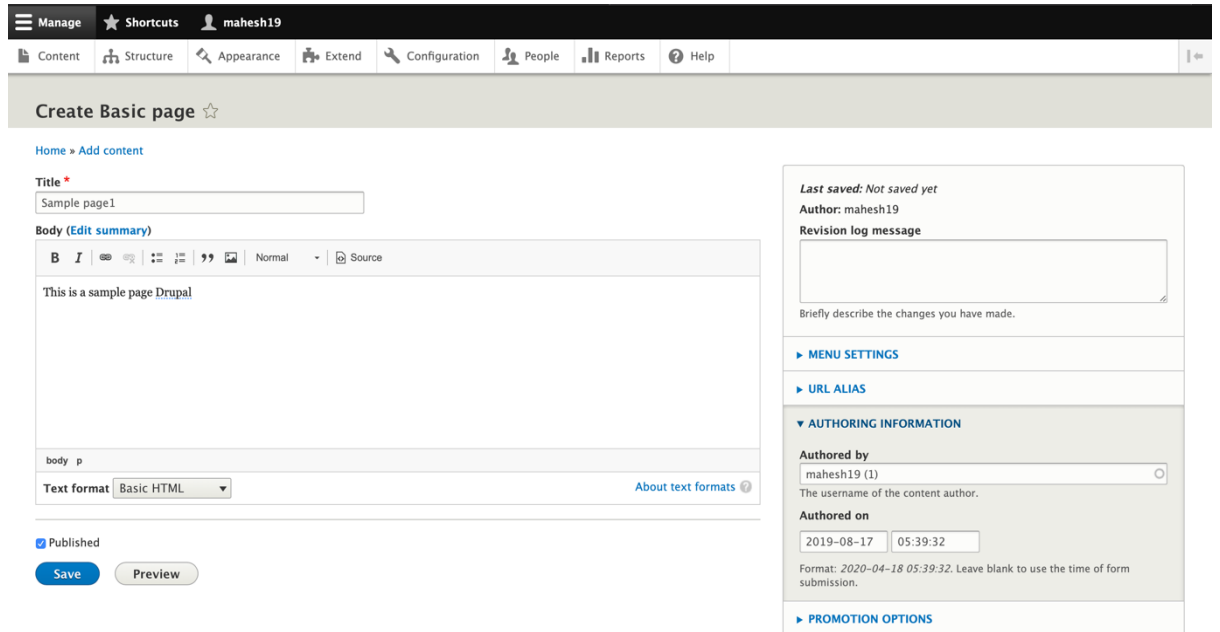 Manage Shortcuts mahesh19
Content Structure Appearance Extend Configuration People Reports Help
Create Basic page
Home » Add content
Title *
Sample page1
Body (Edit summary)
B I Normal Source
This is a sample page Drupal
body p
Text format Basic HTML
About text formats ?
Published
Save Preview
Last saved: Not saved yet
Author: mahesh19
Revision log message
Briefly describe the changes you have made.
MENU SETTINGS
URL ALIAS
AUTHORING INFORMATION
Authored by
mahesh19 (1)
The username of the content author.
Authored on
2019-08-17 05:39:32
Format: 2020-04-18 05:39:32. Leave blank to use the time of form
submission.
PROMOTION OPTIONS